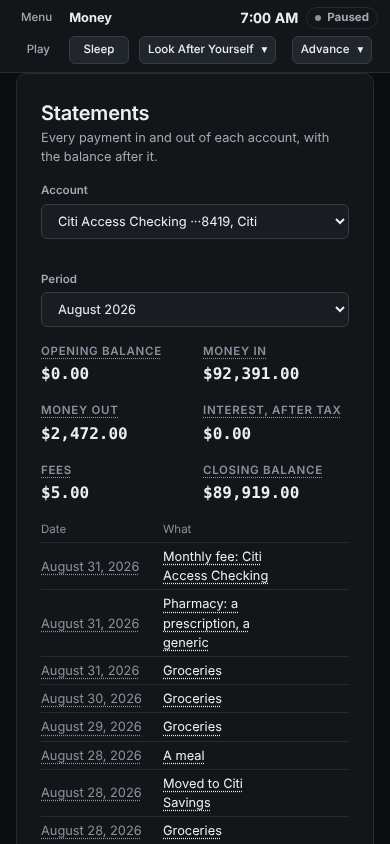 Menu Money 7:00 AM Paused
Play Sleep Look After Yourself ▾ Advance ▾
Statements
Every payment in and out of each account, with
the balance after it.
Account
Citi Access Checking ···8419, Citi
Period
August 2026
OPENING BALANCE MONEY IN
$0.00 $92,391.00
MONEY OUT INTEREST, AFTER TAX
$2,472.00 $0.00
FEES CLOSING BALANCE
$5.00 $89,919.00
Date What
August 31, 2026 Monthly fee: Citi
Access Checking
August 31, 2026 Pharmacy: a
prescription, a
generic
August 31, 2026 Groceries
August 30, 2026 Groceries
August 29, 2026 Groceries
August 28, 2026 A meal
August 28, 2026 Moved to Citi
Savings
August 28, 2026 Groceries